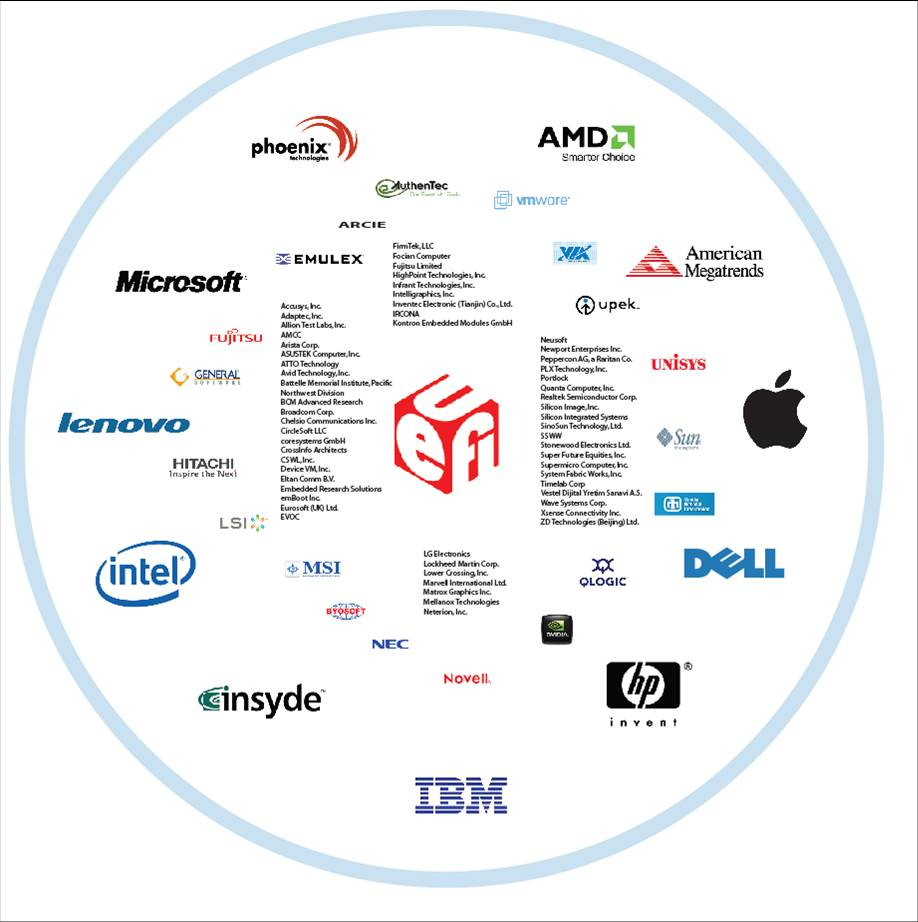 phoenix®
technologies
AMD
Smarter Choice
AuthenTec
vmware®
ARCIE
EMULEX
VIA
American
Megatrends
Microsoft
upek™
FUJITSU
GENERAL
SOFTWARE
UNiSYS
lenovo
HITACHI
Inspire the Next
Sun
LSI
FirmTek, LLC
Focian Computer
Fujitsu Limited
HighPoint Technologies, Inc.
Infrant Technologies, Inc.
Intelligraphics, Inc.
Inventec Electronic (Tianjin) Co., Ltd.
IRCONA
Kontron Embedded Modules GmbH
Accusys, Inc.
Adaptec, Inc.
Allion Test Labs, Inc.
AMCC
Arista Corp.
ASUSTEK Computer, Inc.
ATTO Technology
Avid Technology, Inc.
Battelle Memorial Institute, Pacific
Northwest Division
BCM Advanced Research
Broadcom Corp.
Chelsio Communications Inc.
CircleSoft LLC
coresystems GmbH
CrossInfo Architects
CSWL, Inc.
Device VM, Inc.
Eltan Comm B.V.
Embedded Research Solutions
emBoot Inc.
Eurosoft (UK) Ltd.
EVOC
uefi
Neusoft
Newport Enterprises Inc.
Peppercon AG, a Raritan Co.
PLX Technology, Inc.
Portlock
Quanta Computer, Inc.
Realtek Semiconductor Corp.
Silicon Image, Inc.
Silicon Integrated Systems
SinoSun Technology, Ltd.
SSWW
Stonewood Electronics Ltd.
Super Future Equities, Inc.
Supermicro Computer, Inc.
System Fabric Works, Inc.
Timelab Corp
Vestel Dijital Yretim Sanavi A.S.
Wave Systems Corp.
Xsense Connectivity Inc.
ZD Technologies (Beijing) Ltd.
intel®
MSI
LG Electronics
Lockheed Martin Corp.
Lower Crossing, Inc.
Marvell International Ltd.
Matrox Graphics Inc.
Mellanox Technologies
Neterion, Inc.
QLOGIC
DELL
BYOSOFT
NEC
NVIDIA
Novell.
insyde™
hp®
invent
IBM